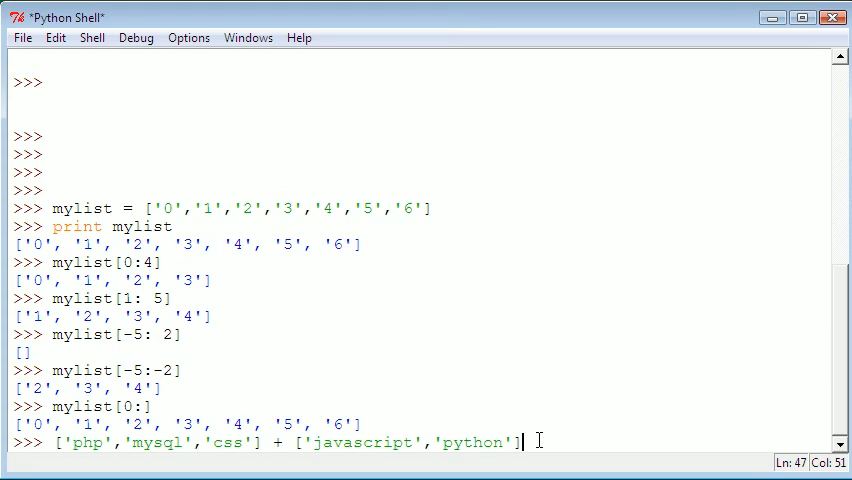 *Python Shell*
File Edit Shell Debug Options Windows Help
>>>
>>>
>>>
>>>
>>>
>>> mylist = ['0','1','2','3','4','5','6']
>>> print mylist
['0', '1', '2', '3', '4', '5', '6']
>>> mylist[0:4]
['0', '1', '2', '3']
>>> mylist[1: 5]
['1', '2', '3', '4']
>>> mylist[-5: 2]
[]
>>> mylist[-5:-2]
['2', '3', '4']
>>> mylist[0:]
['0', '1', '2', '3', '4', '5', '6']
>>> ['php','mysql','css'] + ['javascript','python']
Ln: 47 Col: 51